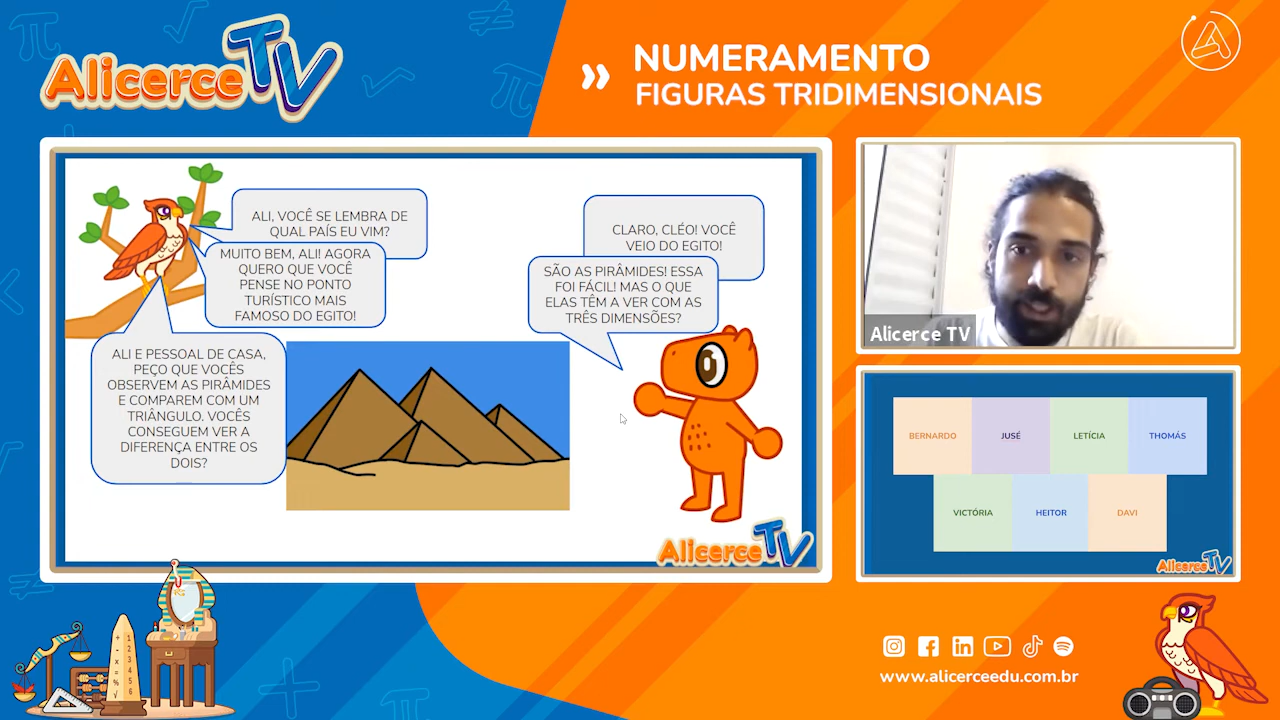 Alicerce TV
NUMERAMENTO
FIGURAS TRIDIMENSIONAIS
ALI, VOCÊ SE LEMBRA DE
QUAL PAÍS EU VIM?
CLARO, CLÉO! VOCÊ
VEIO DO EGITO!
MUITO BEM, ALI! AGORA
QUERO QUE VOCÊ
PENSE NO PONTO
TURÍSTICO MAIS
FAMOSO DO EGITO!
SÃO AS PIRÂMIDES! ESSA
FOI FÁCIL! MAS O QUE
ELAS TÊM A VER COM AS
TRÊS DIMENSÕES?
ALI E PESSOAL DE CASA,
PEÇO QUE VOCÊS
OBSERVEM AS PIRÂMIDES
E COMPAREM COM UM
TRIÂNGULO. VOCÊS
CONSEGUEM VER A
DIFERENÇA ENTRE OS
DOIS?
Alicerce TV
Alicerce TV
BERNARDO
JUSÉ
LETÍCIA
THOMÁS
VICTÓRIA
HEITOR
DAVI
Alicerce TV
www.alicerceedu.com.br